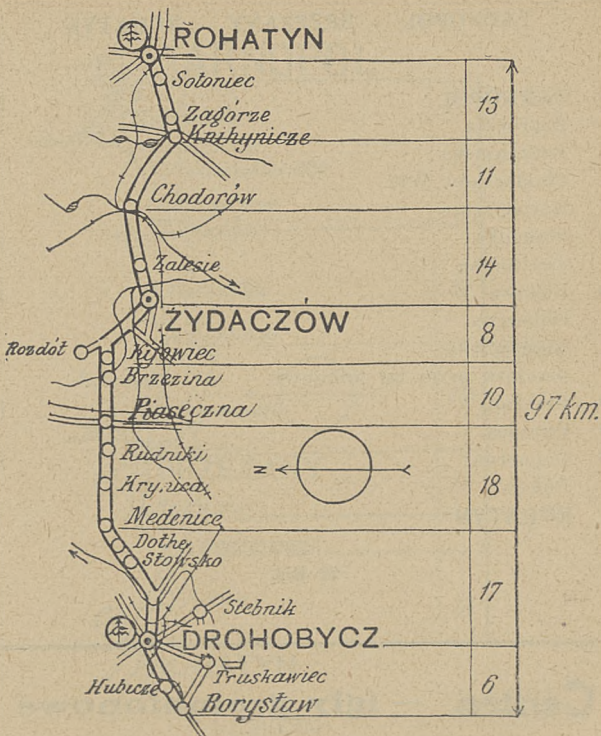 ROHATYN
Sołoniec
13
Zagórze
Knihynicze
11
Chodorów
14
Zalesie
ŻYDACZÓW
8
Rozdół
Kijowiec
Brzezina
10
97 km.
Piaseczna
Rudniki
N
18
Krynica
Medenice
Dołhe
Słońsko
17
Stebnik
DROHOBYCZ
Truskawiec
6
Hubicze
Borysław